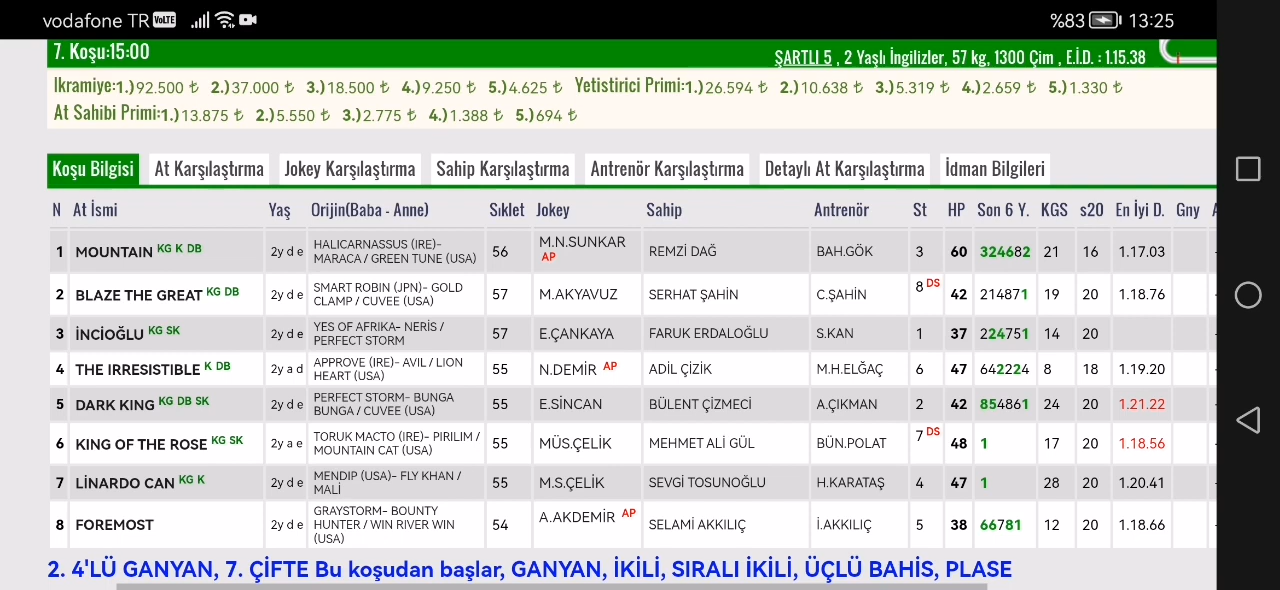 vodafone TR VoLTE %83 13:25
7. Koşu:15:00
ŞARTLI 5 , 2 Yaşlı İngilizler, 57 kg, 1300 Çim , E.İ.D. : 1.15.38
Ikramiye:1.)92.500 ₺ 2.)37.000 ₺ 3.)18.500 ₺ 4.)9.250 ₺ 5.)4.625 ₺ Yetistirici Primi:1.)26.594 ₺ 2.)10.638 ₺ 3.)5.319 ₺ 4.)2.659 ₺ 5.)1.330 ₺
At Sahibi Primi:1.)13.875 ₺ 2.)5.550 ₺ 3.)2.775 ₺ 4.)1.388 ₺ 5.)694 ₺
Koşu Bilgisi At Karşılaştırma Jokey Karşılaştırma Sahip Karşılaştırma Antrenör Karşılaştırma Detaylı At Karşılaştırma İdman Bilgileri
N At İsmi Yaş Orijin(Baba - Anne) Sıklet Jokey Sahip Antrenör St HP Son 6 Y. KGS s20 En İyi D. Gny
1 MOUNTAIN KG K DB 2y d e HALICARNASSUS (IRE)- MARACA / GREEN TUNE (USA) 56 M.N.SUNKAR AP REMZİ DAĞ BAH.GÖK 3 60 324682 21 16 1.17.03
2 BLAZE THE GREAT KG DB 2y d e SMART ROBIN (JPN)- GOLD CLAMP / CUVEE (USA) 57 M.AKYAVUZ SERHAT ŞAHİN C.ŞAHİN 8 DS 42 214871 19 20 1.18.76
3 İNCİOĞLU KG SK 2y d e YES OF AFRIKA- NERİS / PERFECT STORM 57 E.ÇANKAYA FARUK ERDALOĞLU S.KAN 1 37 224751 14 20
4 THE IRRESISTIBLE K DB 2y a d APPROVE (IRE)- AVIL / LION HEART (USA) 55 N.DEMİR AP ADİL ÇİZİK M.H.ELĞAÇ 6 47 642224 8 18 1.19.20
5 DARK KING KG DB SK 2y d e PERFECT STORM- BUNGA BUNGA / CUVEE (USA) 55 E.SİNCAN BÜLENT ÇİZMECİ A.ÇIKMAN 2 42 854861 24 20 1.21.22
6 KING OF THE ROSE KG SK 2y a e TORUK MACTO (IRE)- PIRILIM / MOUNTAIN CAT (USA) 55 MÜS.ÇELİK MEHMET ALİ GÜL BÜN.POLAT 7 DS 48 1 17 20 1.18.56
7 LİNARDO CAN KG K 2y d e MENDIP (USA)- FLY KHAN / MALİ 55 M.S.ÇELİK SEVGİ TOSUNOĞLU H.KARATAŞ 4 47 1 28 20 1.20.41
8 FOREMOST 2y d e GRAYSTORM- BOUNTY HUNTER / WIN RIVER WIN (USA) 54 A.AKDEMİR AP SELAMİ AKKILIÇ İ.AKKILIÇ 5 38 66781 12 20 1.18.66
2. 4'LÜ GANYAN, 7. ÇİFTE Bu koşudan başlar, GANYAN, İKİLİ, SIRALI İKİLİ, ÜÇLÜ BAHİS, PLASE